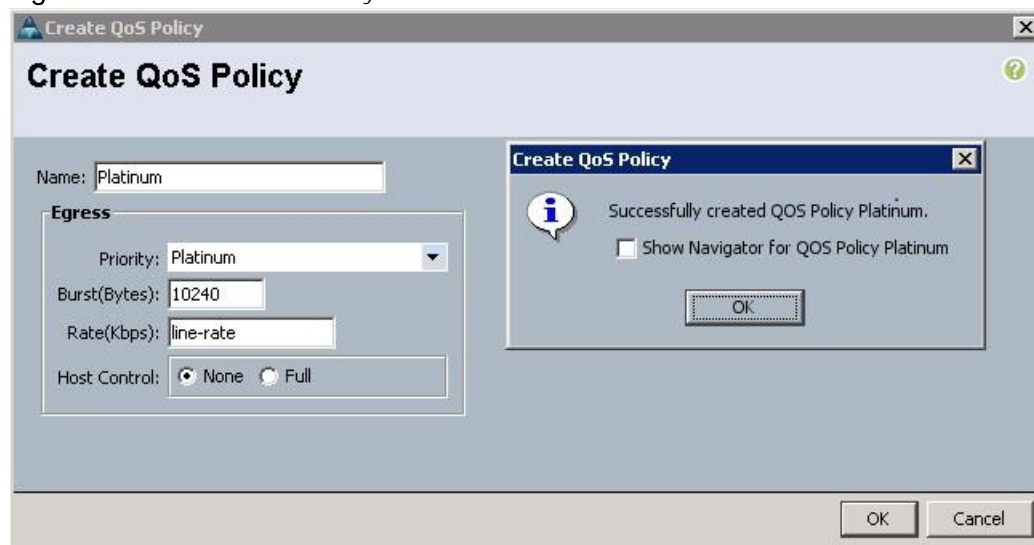 Create QoS Policy
Create QoS Policy
Name: Platinum
Egress
Priority: Platinum
Burst(Bytes): 10240
Rate(Kbps): line-rate
Host Control: None Full
Create QoS Policy
Successfully created QOS Policy Platinum.
Show Navigator for QOS Policy Platinum
OK
OK Cancel